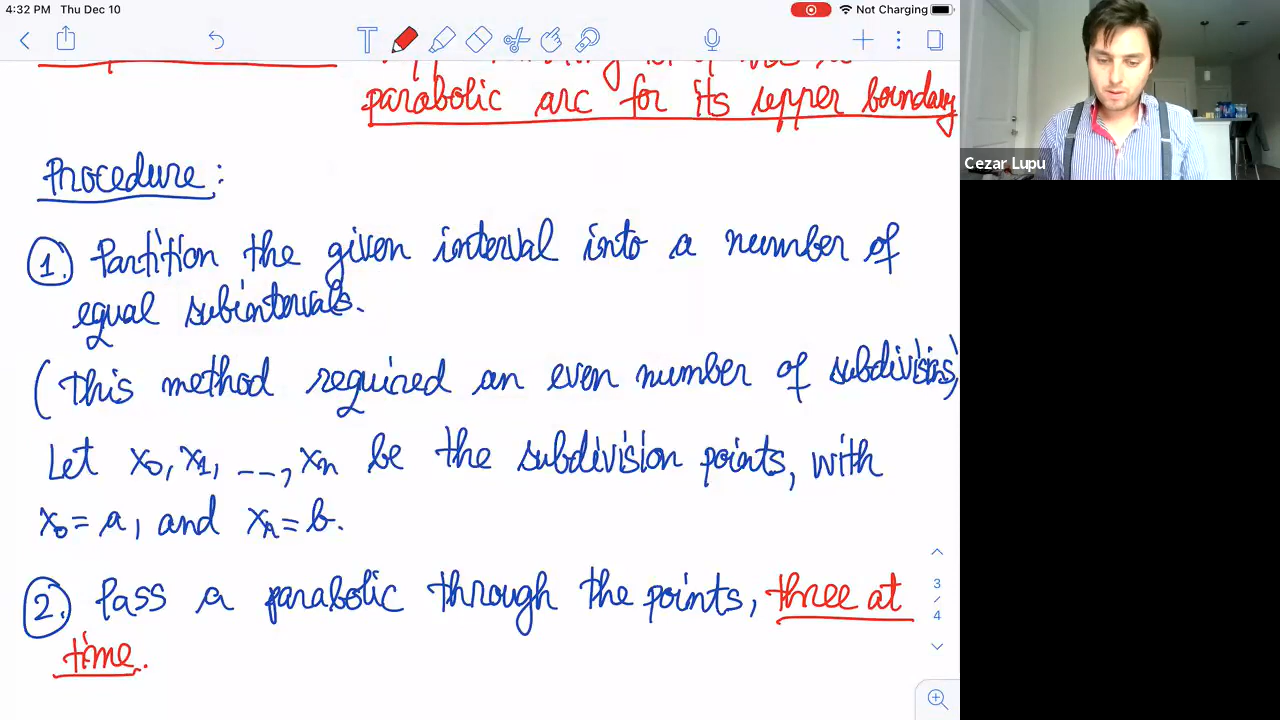 4:32 PM Thu Dec 10
Not Charging
parabolic arc for its upper boundary
Cezar Lupu
Procedure:
1. Partition the given interval into a number of
equal subintervals.
(This method required an even number of subdivisions)
Let x0, x1, ---, xn be the subdivision points, with
x0 = a, and xn = b.
2. Pass a parabolic through the points, three at
time.
3 / 4